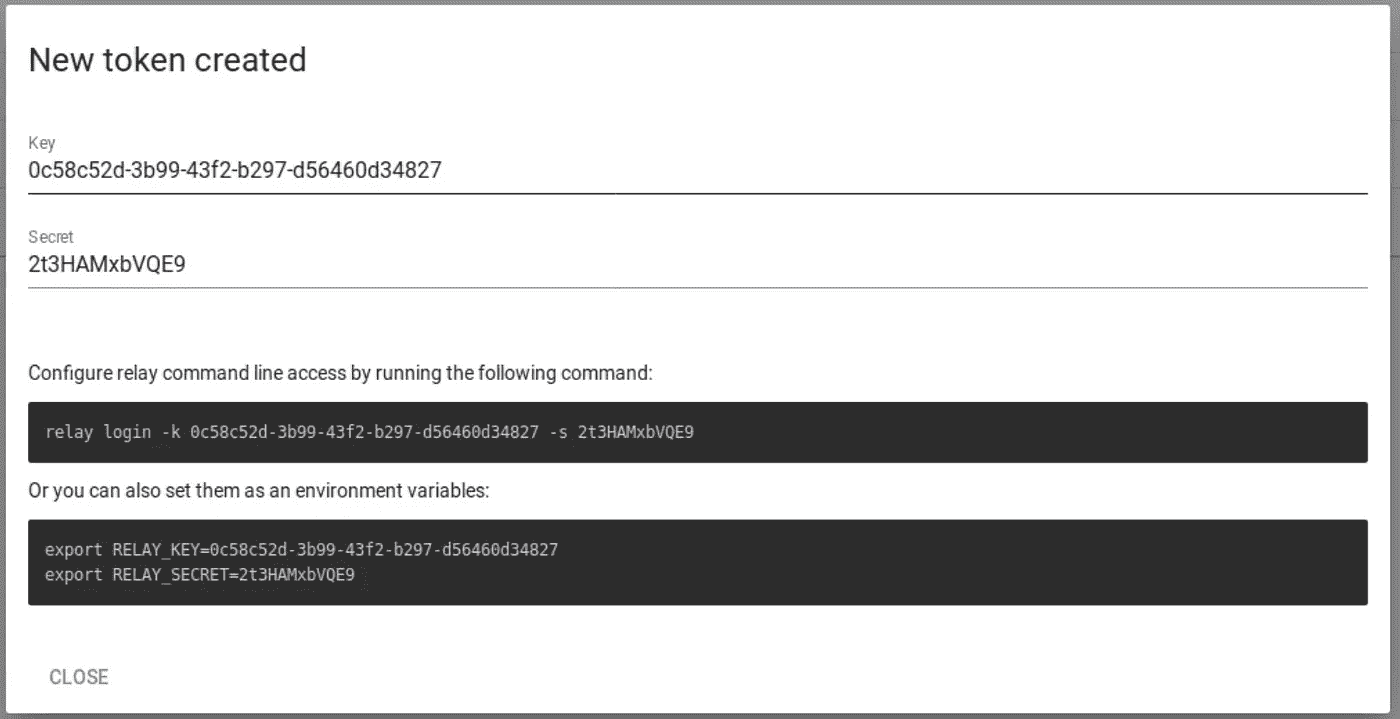 New token created
Key
0c58c52d-3b99-43f2-b297-d56460d34827
Secret
2t3HAMxbVQE9
Configure relay command line access by running the following command:
relay login -k 0c58c52d-3b99-43f2-b297-d56460d34827 -s 2t3HAMxbVQE9
Or you can also set them as an environment variables:
export RELAY_KEY=0c58c52d-3b99-43f2-b297-d56460d34827
export RELAY_SECRET=2t3HAMxbVQE9
CLOSE